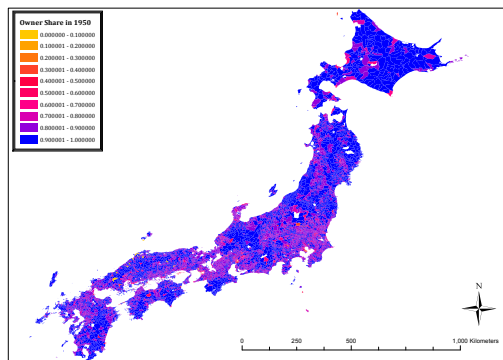 Owner Share in 1950
0.000000 - 0.100000
0.100001 - 0.200000
0.200001 - 0.300000
0.300001 - 0.400000
0.400001 - 0.500000
0.500001 - 0.600000
0.600001 - 0.700000
0.700001 - 0.800000
0.800001 - 0.900000
0.900001 - 1.000000
N
0 250 500 1,000 Kilometers